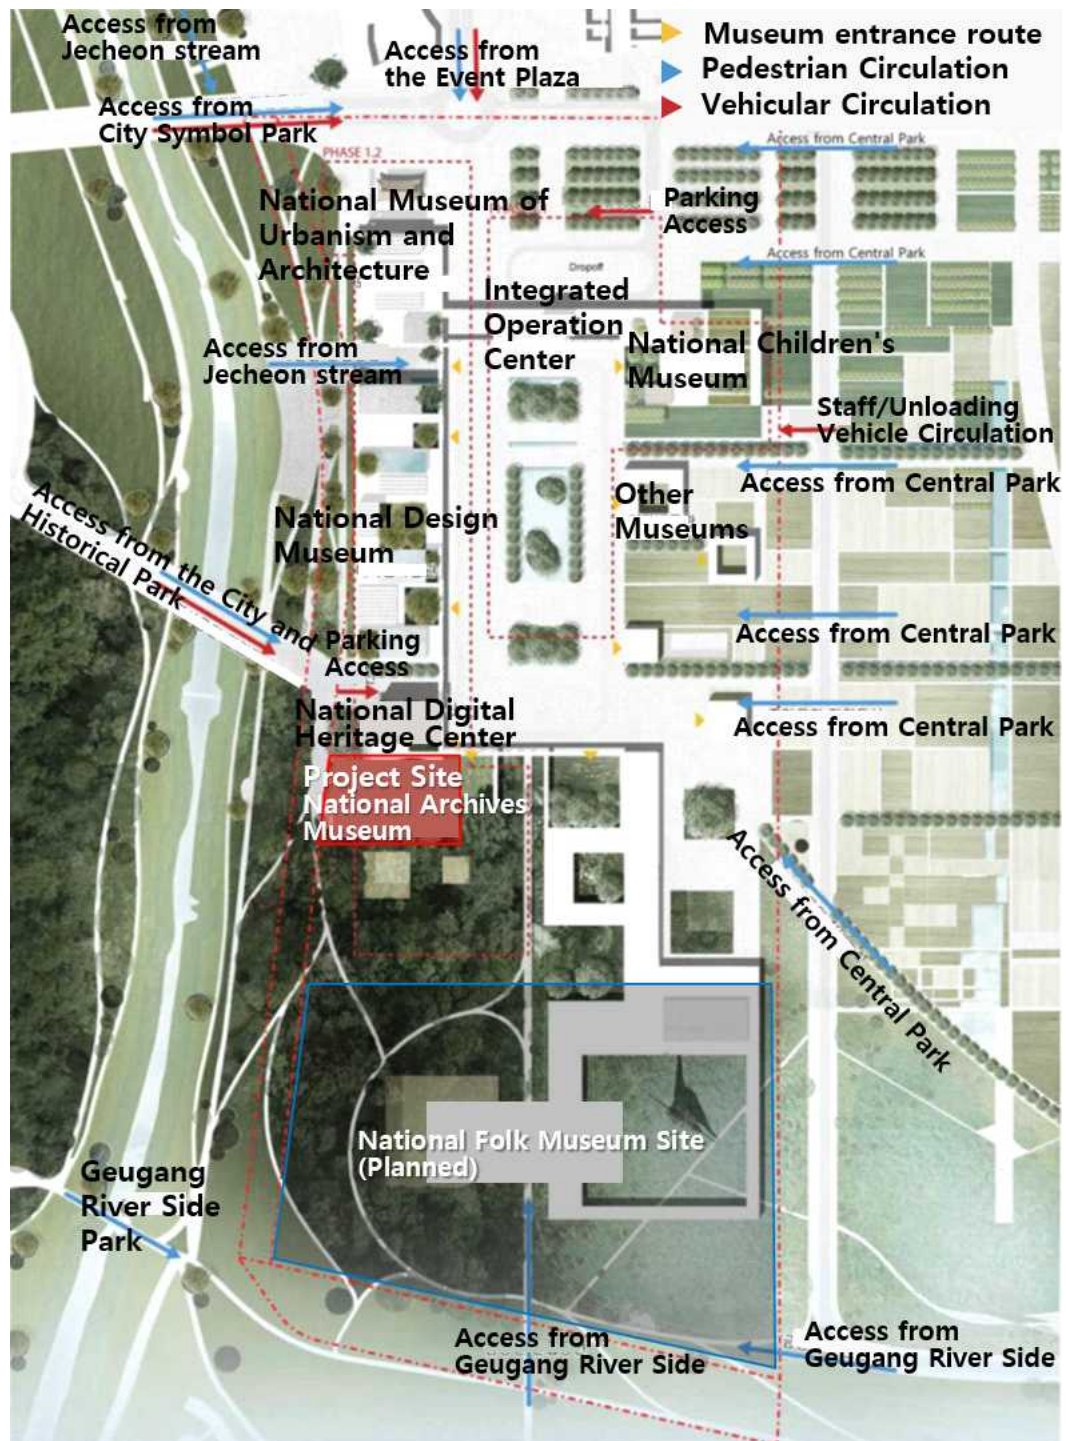 Access from
Jecheon stream
Access from
the Event Plaza
Museum entrance route
Pedestrian Circulation
Vehicular Circulation
Access from
City Symbol Park
Access from Central Park
PHASE 1.2
National Museum of
Urbanism and
Architecture
Parking
Access
Access from Central Park
Dropoff
Integrated
Operation
Center
National Children's
Museum
Access from
Jecheon stream
Staff/Unloading
Vehicle Circulation
Access from Central Park
Other
Museums
National Design
Museum
Access from the City and
Historical Park
Access from Central Park
Parking
Access
National Digital
Heritage Center
Access from Central Park
Project Site
National Archives
Museum
Access from Central Park
National Folk Museum Site
(Planned)
Geugang
River Side
Park
Access from
Geugang River Side
Access from
Geugang River Side